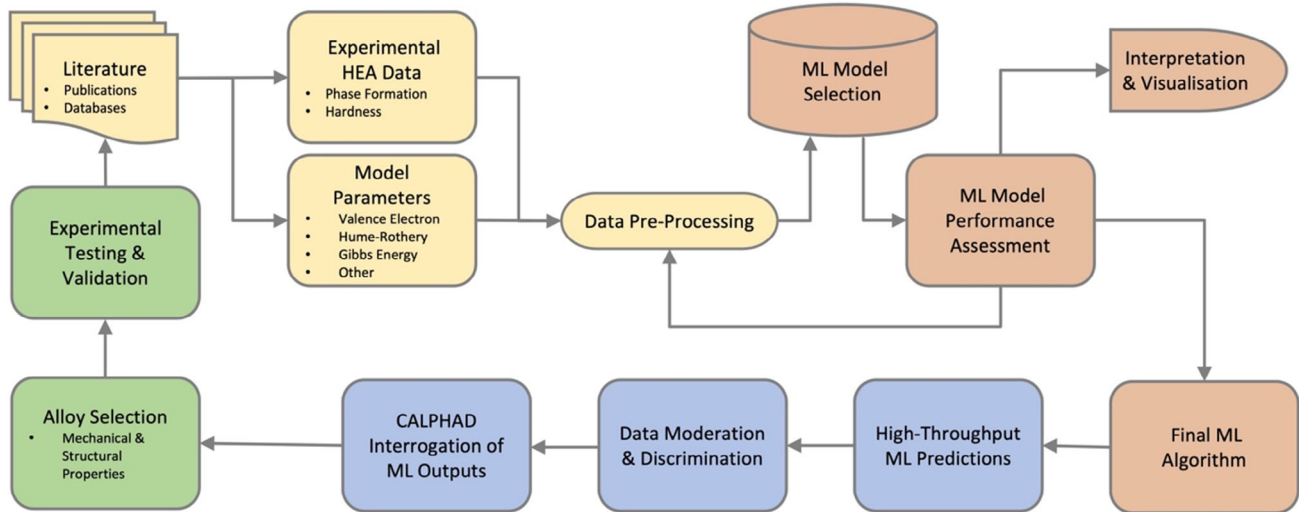 Literature
• Publications
• Databases
Experimental
HEA Data
• Phase Formation
• Hardness
Model
Parameters
• Valence Electron
• Hume-Rothery
• Gibbs Energy
• Other
Data Pre-Processing
ML Model
Selection
ML Model
Performance
Assessment
Interpretation
& Visualisation
Final ML
Algorithm
High-Throughput
ML Predictions
Data Moderation
& Discrimination
CALPHAD
Interrogation of
ML Outputs
Alloy Selection
• Mechanical &
Structural
Properties
Experimental
Testing &
Validation